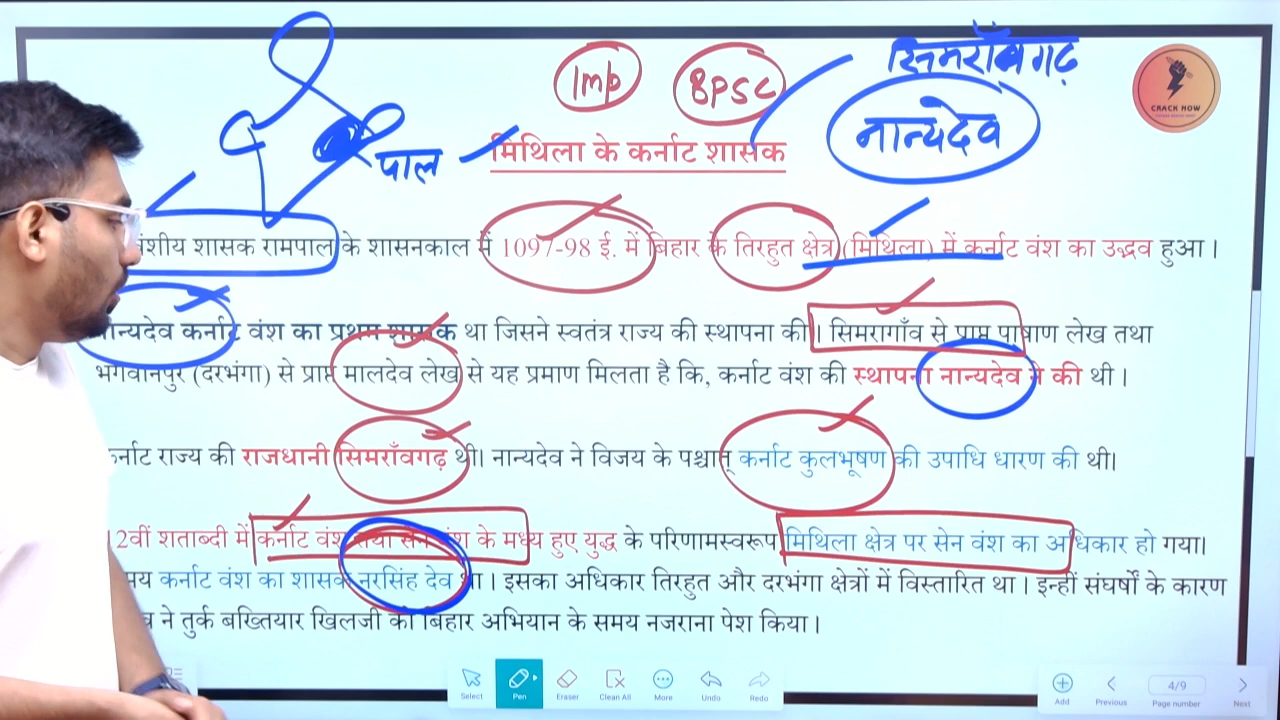 सिमराँवगढ़
Imp
BPSC
CRACK NOW
नान्यदेव
पाल
मिथिला के कर्नाट शासक
वंशीय शासक रामपाल के शासनकाल में 1097-98 ई. में बिहार के तिरहुत क्षेत्र (मिथिला) में कर्नाट वंश का उद्भव हुआ।
नान्यदेव कर्नाट वंश का प्रथम शासक था जिसने स्वतंत्र राज्य की स्थापना की। सिमरागाँव से प्राप्त पाषाण लेख तथा
भगवानपुर (दरभंगा) से प्राप्त मालदेव लेख से यह प्रमाण मिलता है कि, कर्नाट वंश की स्थापना नान्यदेव ने की थी।
कर्नाट राज्य की राजधानी सिमराँवगढ़ थी। नान्यदेव ने विजय के पश्चात् कर्नाट कुलभूषण की उपाधि धारण की थी।
12वीं शताब्दी में कर्नाट वंश तथा सेन वंश के मध्य हुए युद्ध के परिणामस्वरूप मिथिला क्षेत्र पर सेन वंश का अधिकार हो गया।
कर्नाट वंश का शासक नरसिंह देव था। इसका अधिकार तिरहुत और दरभंगा क्षेत्रों में विस्तारित था। इन्हीं संघर्षों के कारण
ने तुर्क बख्तियार खिलजी को बिहार अभियान के समय नजराना पेश किया।
Select Pen Eraser Clean All More Undo Redo Add Previous 4/9 Page number Next